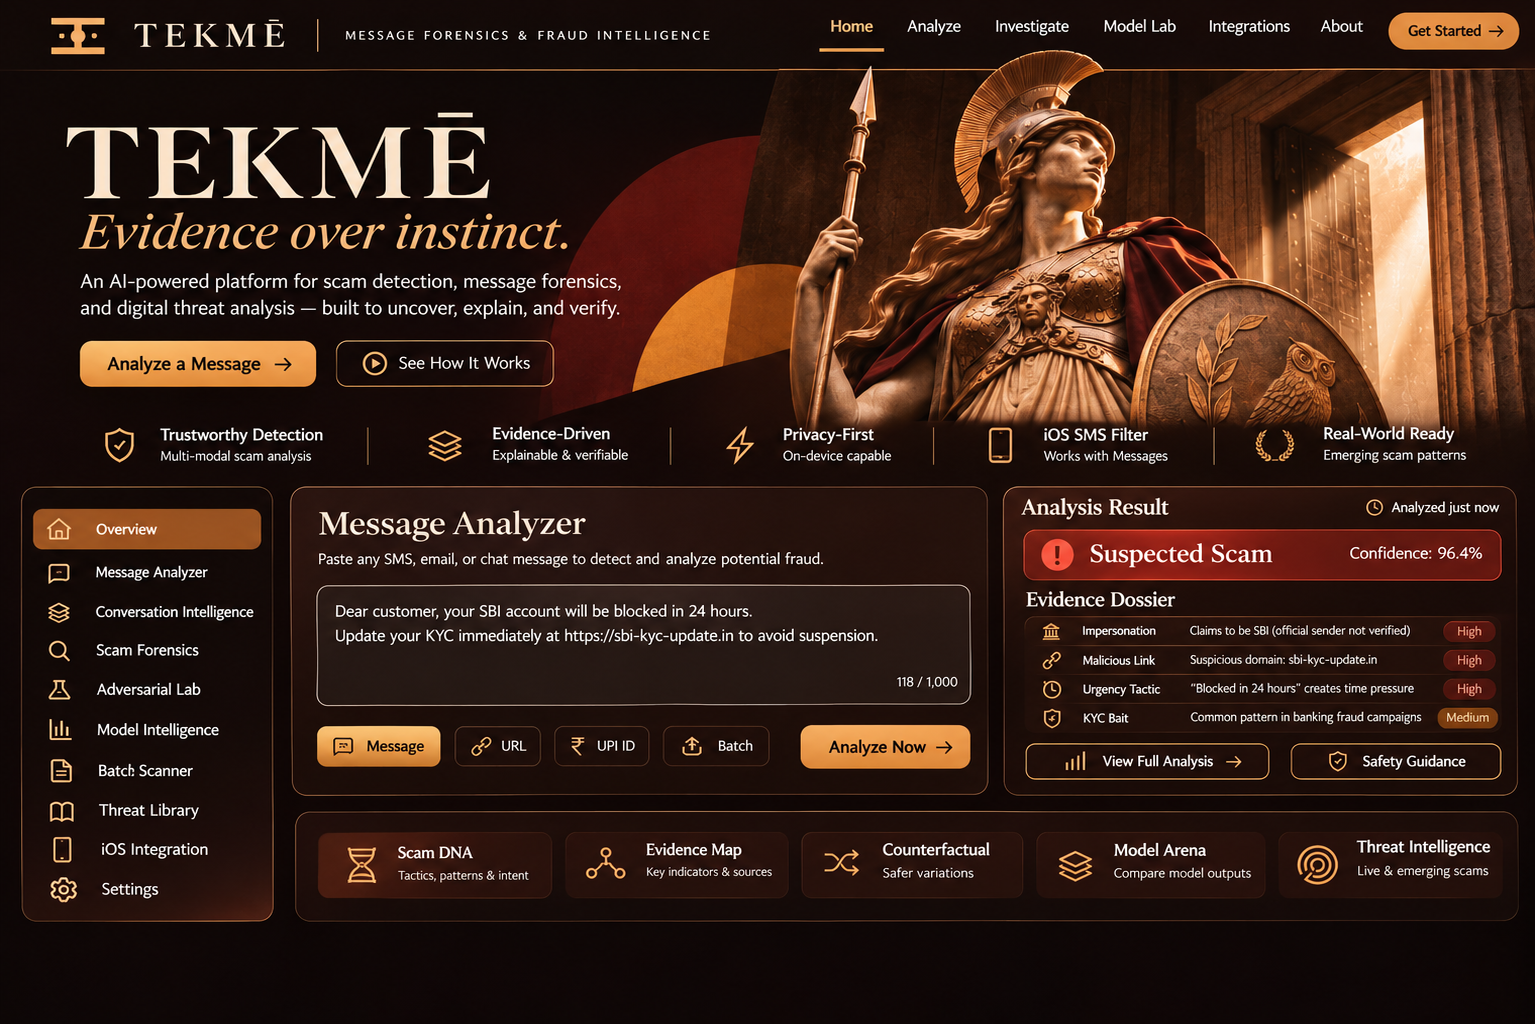 TEKMĒ
MESSAGE FORENSICS & FRAUD INTELLIGENCE
Home
Analyze
Investigate
Model Lab
Integrations
About
Get Started →
TEKMĒ
Evidence over instinct.
An AI-powered platform for scam detection, message forensics,
and digital threat analysis — built to uncover, explain, and verify.
Analyze a Message →
See How It Works
Trustworthy Detection
Multi-modal scam analysis
Evidence-Driven
Explainable & verifiable
Privacy-First
On-device capable
iOS SMS Filter
Works with Messages
Real-World Ready
Emerging scam patterns
Overview
Message Analyzer
Conversation Intelligence
Scam Forensics
Adversarial Lab
Model Intelligence
Batch Scanner
Threat Library
iOS Integration
Settings
Message Analyzer
Paste any SMS, email, or chat message to detect and analyze potential fraud.
Dear customer, your SBI account will be blocked in 24 hours.
Update your KYC immediately at https://sbi-kyc-update.in to avoid suspension.
118 / 1,000
Message
URL
₹ UPI ID
Batch
Analyze Now →
Analysis Result
Analyzed just now
! Suspected Scam
Confidence: 96.4%
Evidence Dossier
Impersonation Claims to be SBI (official sender not verified) High
Malicious Link Suspicious domain: sbi-kyc-update.in High
Urgency Tactic "Blocked in 24 hours" creates time pressure High
KYC Bait Common pattern in banking fraud campaigns Medium
View Full Analysis →
Safety Guidance
Scam DNA
Tactics, patterns & intent
Evidence Map
Key indicators & sources
Counterfactual
Safer variations
Model Arena
Compare model outputs
Threat Intelligence
Live & emerging scams